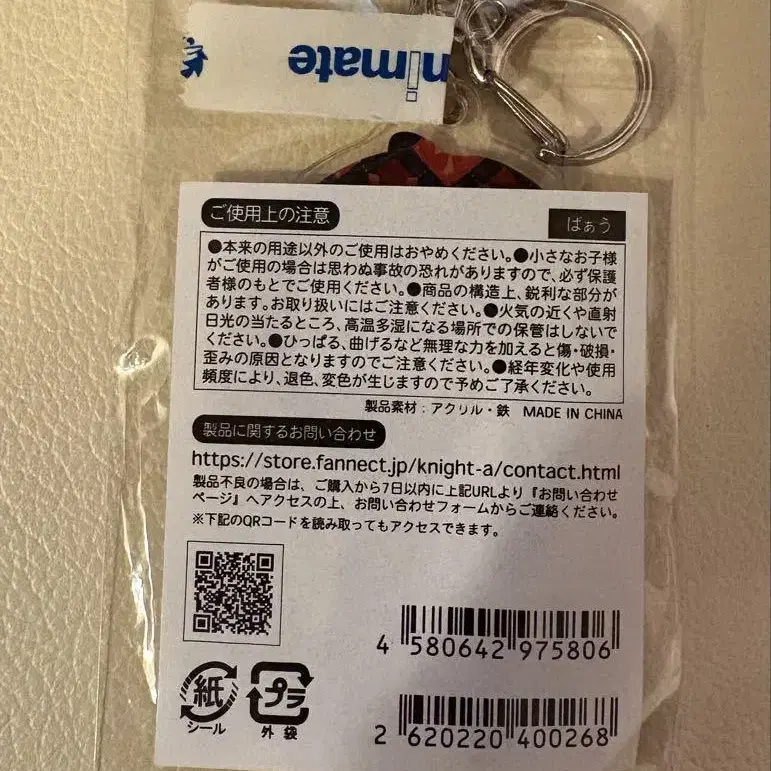 nimate
ご使用上の注意
ばぁう
●本来の用途以外のご使用はおやめください。●小さなお子様
がご使用の場合は思わぬ事故の恐れがありますので、必ず保護
者様のもとでご使用ください。●商品の構造上、鋭利な部分が
あります。お取り扱いにはご注意ください。●火気の近くや直射
日光の当たるところ、高温多湿になる場所での保管はしないで
ください。●ひっぱる、曲げるなど無理な力を加えると傷・破損・
歪みの原因となりますのでご注意ください。●経年変化や使用
頻度により、退色、変色が生じますので予めご了承ください。
製品素材：アクリル・鉄 MADE IN CHINA
製品に関するお問い合わせ
https://store.fannect.jp/knight-a/contact.html
製品不良の場合は、ご購入から7日以内に上記URLより『お問い合わせ
ページ』へアクセスの上、お問い合わせフォームからご連絡ください。
※下記のQRコードを読み取ってもアクセスできます。
4 580642 975806
紙
シール
プラ
外袋
2 620220 400268